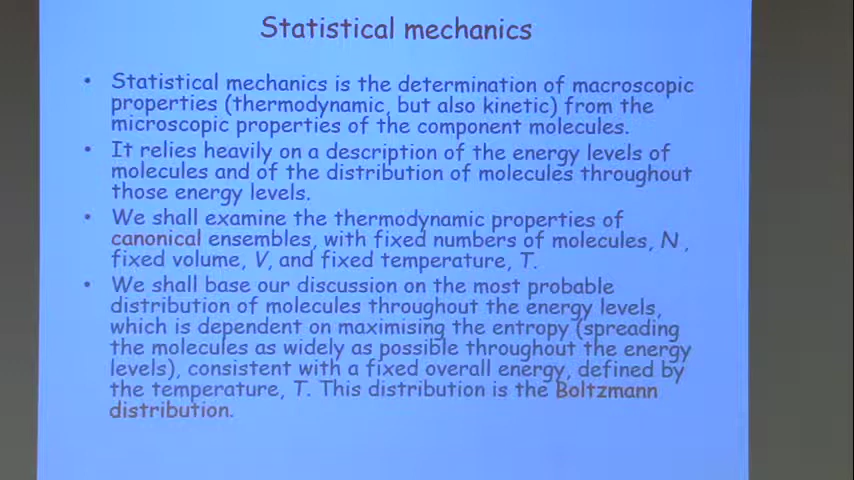 Statistical mechanics
• Statistical mechanics is the determination of macroscopic
properties (thermodynamic, but also kinetic) from the
microscopic properties of the component molecules.
• It relies heavily on a description of the energy levels of
molecules and of the distribution of molecules throughout
those energy levels.
• We shall examine the thermodynamic properties of
canonical ensembles, with fixed numbers of molecules, N ,
fixed volume, V, and fixed temperature, T.
• We shall base our discussion on the most probable
distribution of molecules throughout the energy levels,
which is dependent on maximising the entropy (spreading
the molecules as widely as possible throughout the energy
levels), consistent with a fixed overall energy, defined by
the temperature, T. This distribution is the Boltzmann
distribution.